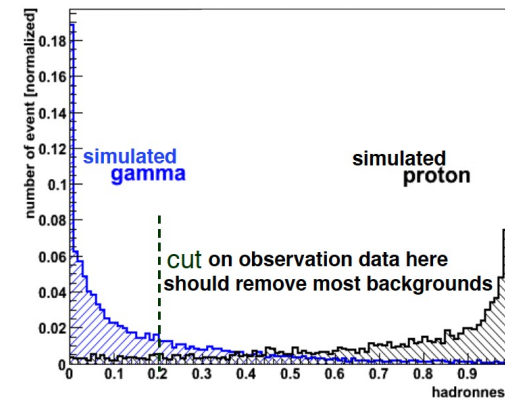 number of event [normalized]
0.18
0.16
0.14
0.12
0.1
0.08
0.06
0.04
0.02
0
simulated
gamma
simulated
proton
cut on observation data here
should remove most backgrounds
0 0.1 0.2 0.3 0.4 0.5 0.6 0.7 0.8 0.9
hadronnes